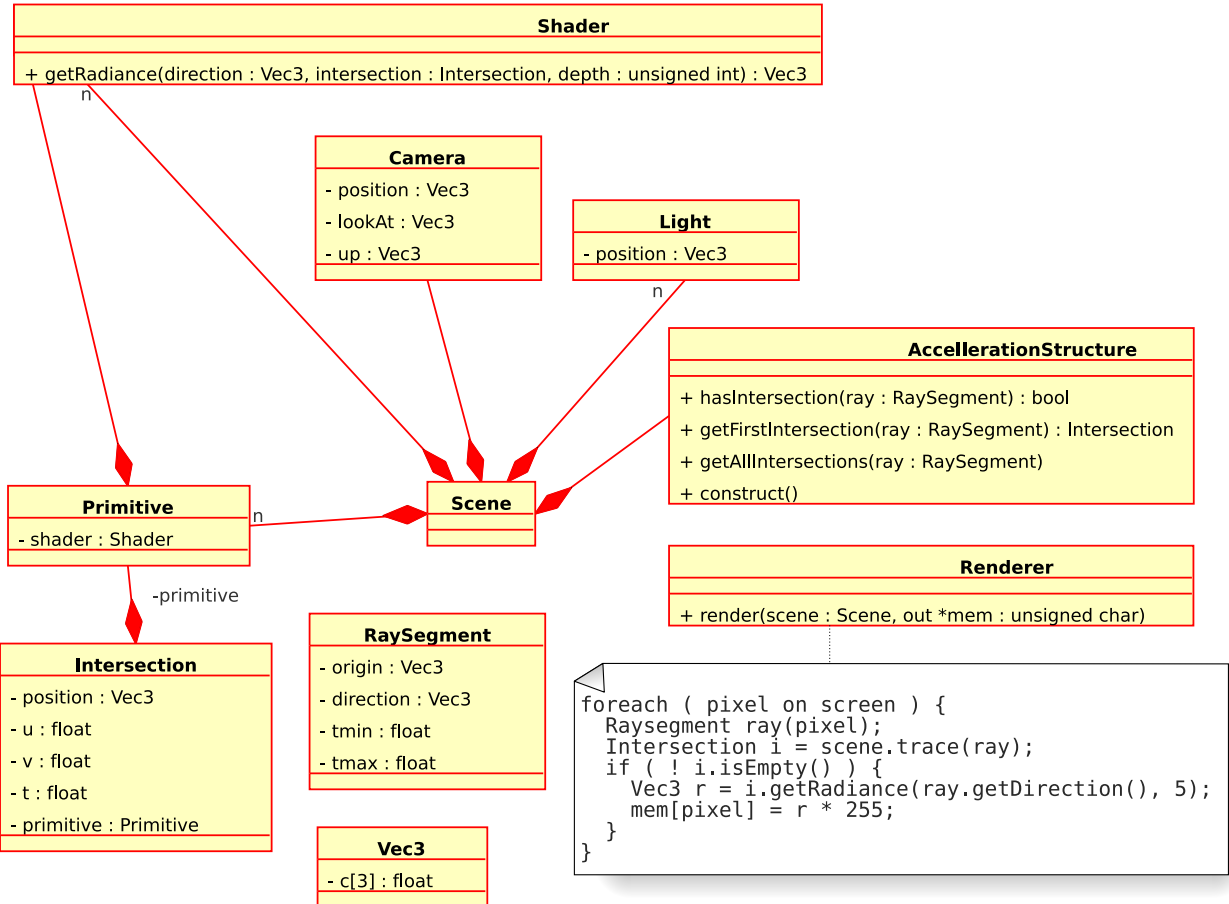 Shader
+ getRadiance(direction : Vec3, intersection : Intersection, depth : unsigned int) : Vec3
n
Camera
- position : Vec3
- lookAt : Vec3
- up : Vec3
Light
- position : Vec3
n
AccellerationStructure
+ hasIntersection(ray : RaySegment) : bool
+ getFirstIntersection(ray : RaySegment) : Intersection
+ getAllIntersections(ray : RaySegment)
+ construct()
Primitive
- shader : Shader
n
Scene
-primitive
Renderer
+ render(scene : Scene, out *mem : unsigned char)
Intersection
- position : Vec3
- u : float
- v : float
- t : float
- primitive : Primitive
RaySegment
- origin : Vec3
- direction : Vec3
- tmin : float
- tmax : float
foreach ( pixel on screen ) {
  Raysegment ray(pixel);
  Intersection i = scene.trace(ray);
  if ( ! i.isEmpty() ) {
    Vec3 r = i.getRadiance(ray.getDirection(), 5);
    mem[pixel] = r * 255;
  }
}
Vec3
- c[3] : float